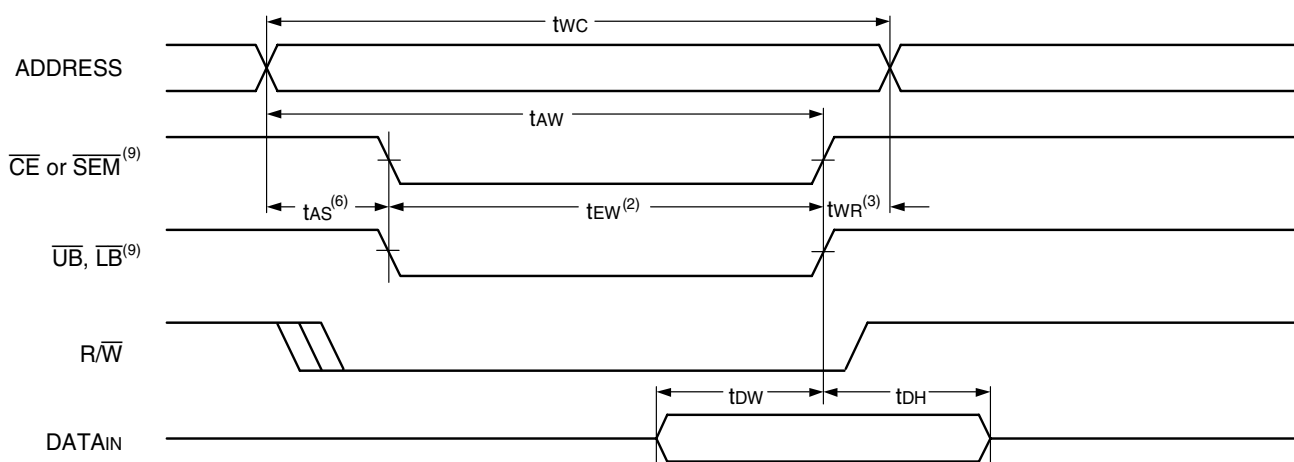 tWC
ADDRESS
tAW
CE or SEM(9)
tAS(6) tEW(2) tWR(3)
UB, LB(9)
R/W
tDW tDH
DATAIN